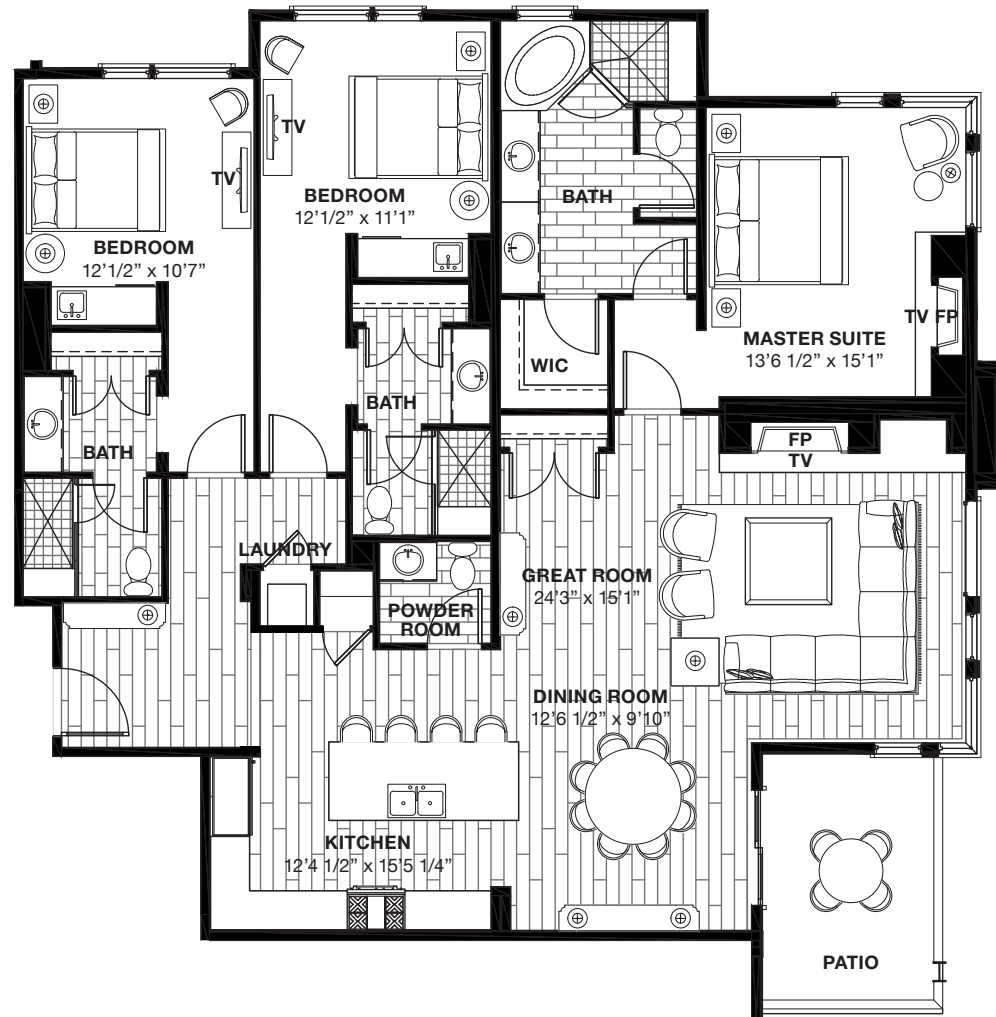 TV
BEDROOM
12’1/2” x 11’1”
TV
BEDROOM
12’1/2” x 10’7”
BATH
MASTER SUITE
13’6 1/2” x 15’1”
TV FP
WIC
BATH
BATH
FP
TV
LAUNDRY
POWDER
ROOM
GREAT ROOM
24’3” x 15’1”
DINING ROOM
12’6 1/2” x 9’10”
KITCHEN
12’4 1/2” x 15’5 1/4”
PATIO